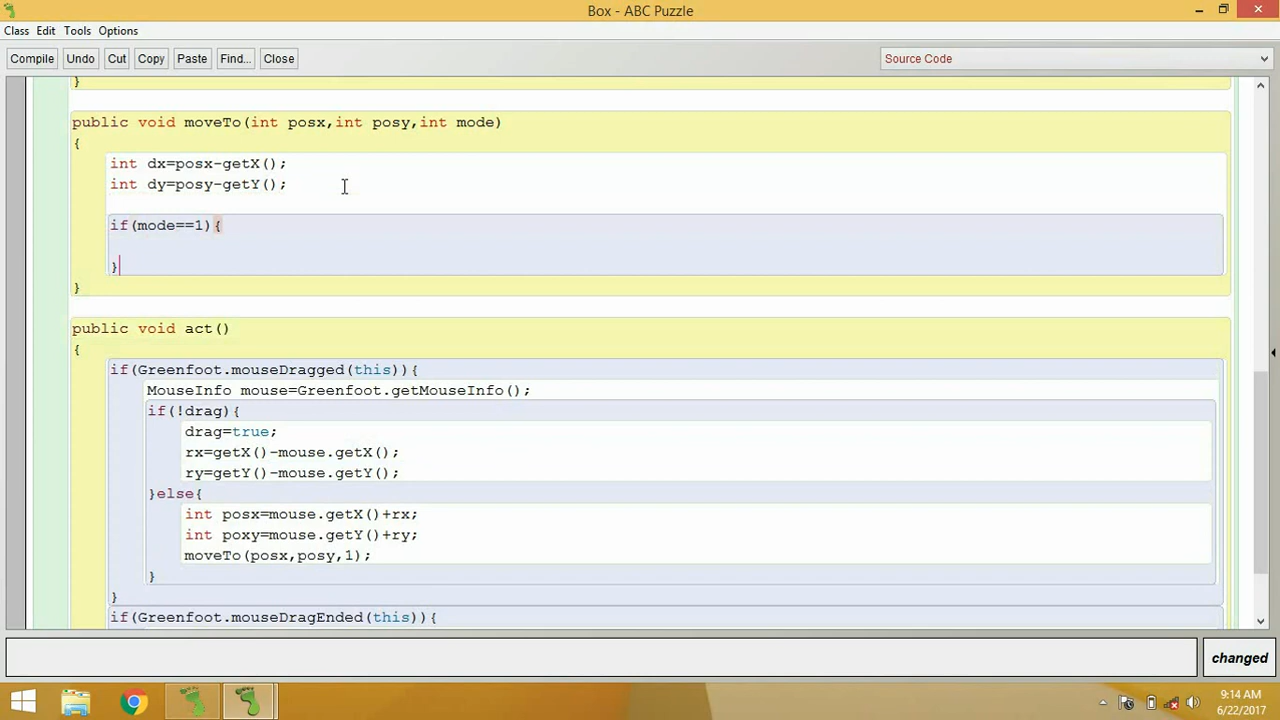 Box - ABC Puzzle
Class Edit Tools Options
Compile Undo Cut Copy Paste Find... Close Source Code
}
public void moveTo(int posx,int posy,int mode)
{
int dx=posx-getX();
int dy=posy-getY();
if(mode==1){
}
}
public void act()
{
if(Greenfoot.mouseDragged(this)){
MouseInfo mouse=Greenfoot.getMouseInfo();
if(!drag){
drag=true;
rx=getX()-mouse.getX();
ry=getY()-mouse.getY();
}else{
int posx=mouse.getX()+rx;
int poxy=mouse.getY()+ry;
moveTo(posx,posy,1);
}
}
if(Greenfoot.mouseDragEnded(this)){
changed
9:14 AM
6/22/2017